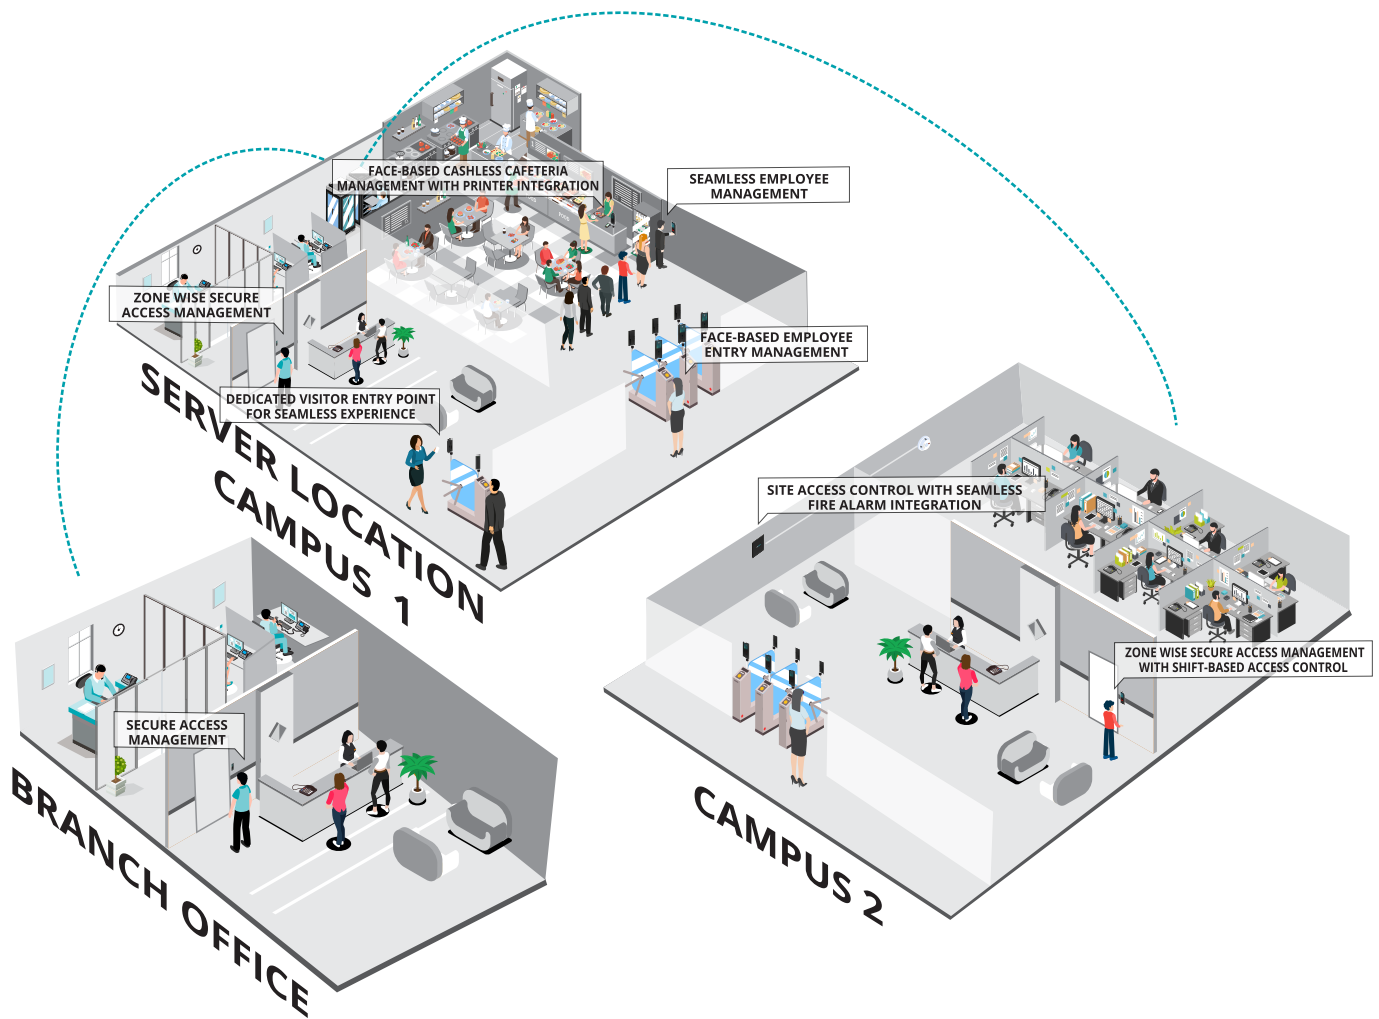 FACE-BASED CASHLESS CAFETERIA
MANAGEMENT WITH PRINTER INTEGRATION
SEAMLESS EMPLOYEE
MANAGEMENT
FOOD
ZONE WISE SECURE
ACCESS MANAGEMENT
FACE-BASED EMPLOYEE
ENTRY MANAGEMENT
DEDICATED VISITOR ENTRY POINT
FOR SEAMLESS EXPERIENCE
SERVER LOCATION
CAMPUS 1
SITE ACCESS CONTROL WITH SEAMLESS
FIRE ALARM INTEGRATION
ZONE WISE SECURE ACCESS MANAGEMENT
WITH SHIFT-BASED ACCESS CONTROL
CAMPUS 2
SECURE ACCESS
MANAGEMENT
BRANCH OFFICE